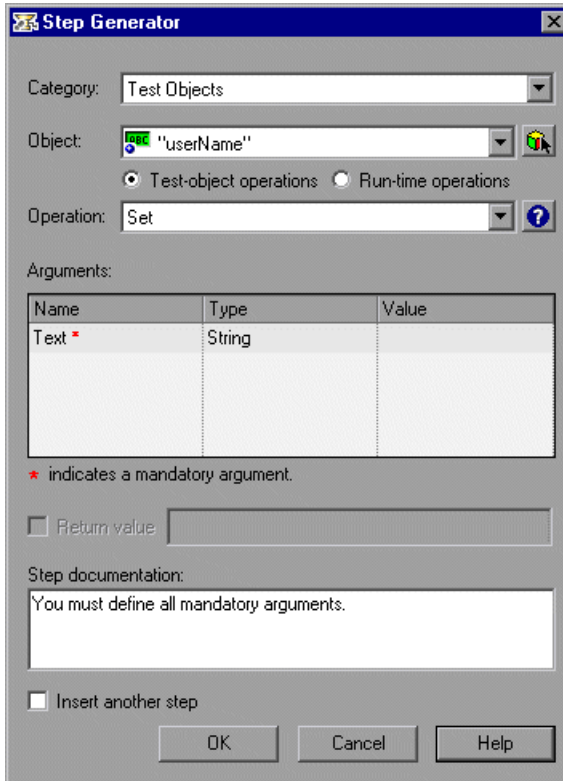 Step Generator
Category: Test Objects
Object: "userName"
Test-object operations Run-time operations
Operation: Set
Arguments:
Name Type Value
Text * String
* indicates a mandatory argument.
Return value
Step documentation:
You must define all mandatory arguments.
Insert another step
OK Cancel Help